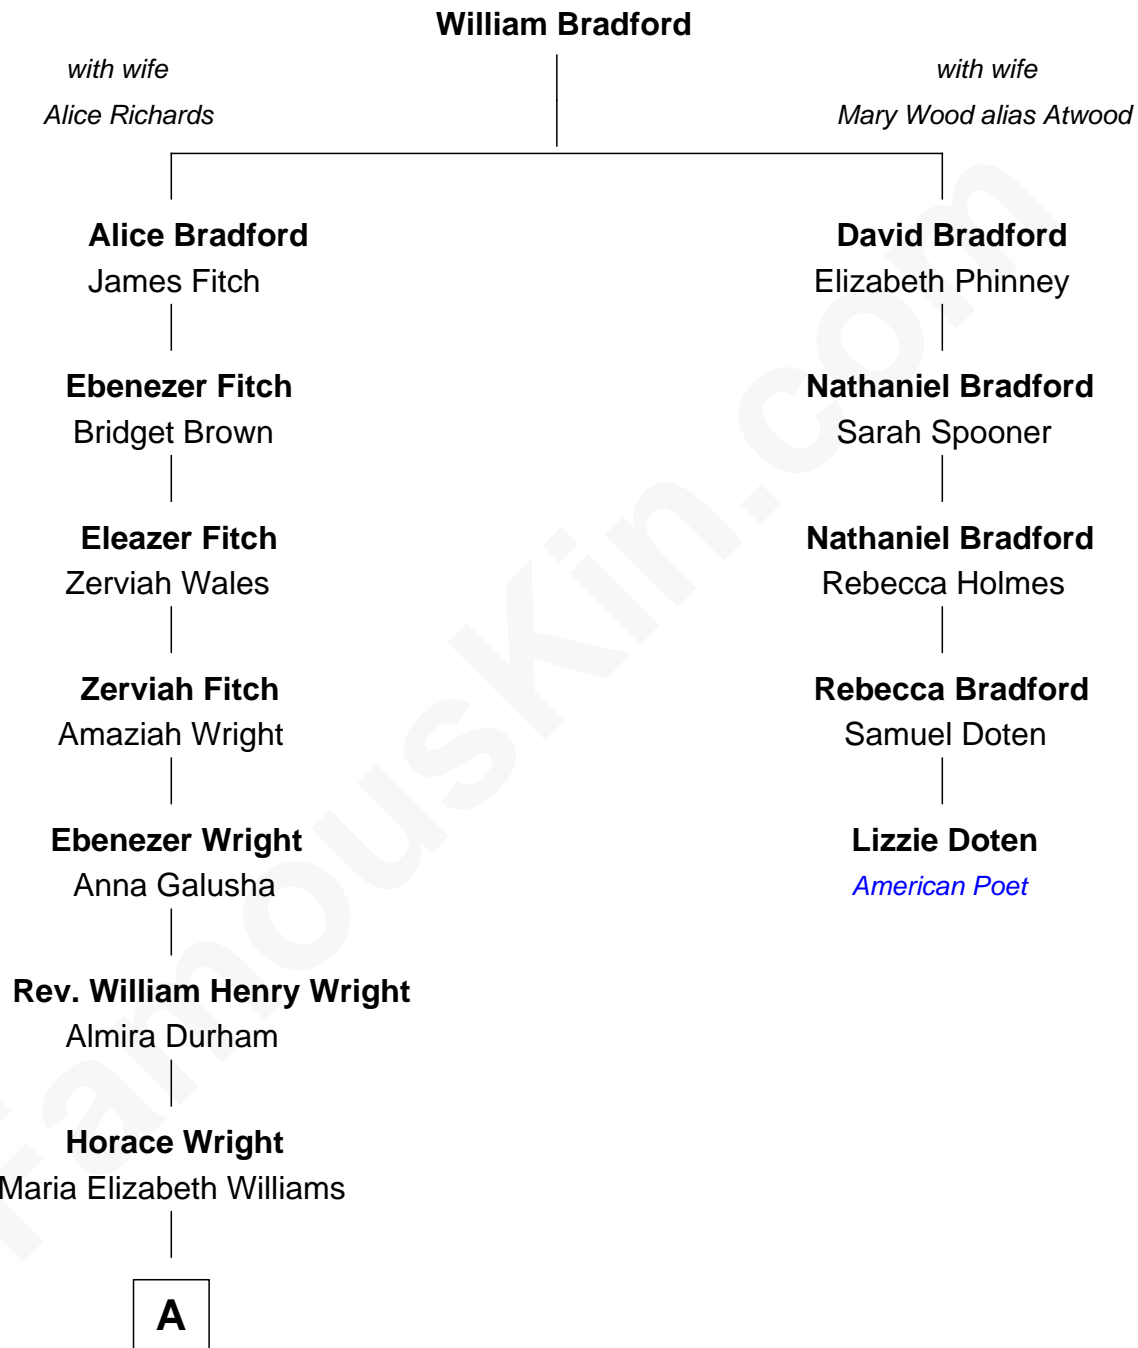 William Bradford
with wife
Alice Richards
with wife
Mary Wood alias Atwood
Alice Bradford
James Fitch
David Bradford
Elizabeth Phinney
Ebenezer Fitch
Bridget Brown
Nathaniel Bradford
Sarah Spooner
Eleazer Fitch
Zerviah Wales
Nathaniel Bradford
Rebecca Holmes
Zerviah Fitch
Amaziah Wright
Rebecca Bradford
Samuel Doten
Ebenezer Wright
Anna Galusha
Lizzie Doten
American Poet
Rev. William Henry Wright
Almira Durham
Horace Wright
Maria Elizabeth Williams
A
FamousKin.com